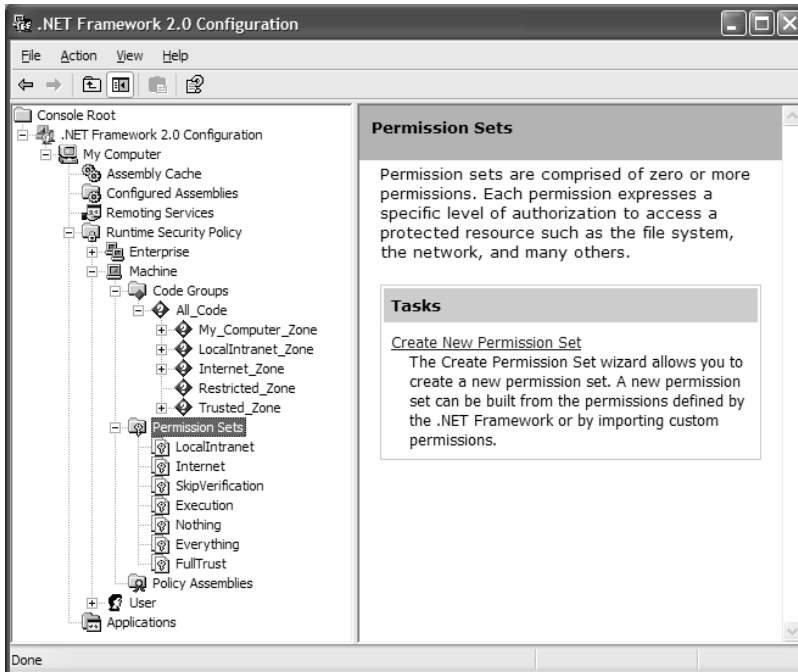 .NET Framework 2.0 Configuration
File Action View Help
Console Root
.NET Framework 2.0 Configuration
My Computer
Assembly Cache
Configured Assemblies
Remoting Services
Runtime Security Policy
Enterprise
Machine
Code Groups
All_Code
My_Computer_Zone
LocalIntranet_Zone
Internet_Zone
Restricted_Zone
Trusted_Zone
Permission Sets
LocalIntranet
Internet
SkipVerification
Execution
Nothing
Everything
FullTrust
Policy Assemblies
User
Applications
Permission Sets
Permission sets are comprised of zero or more
permissions. Each permission expresses a
specific level of authorization to access a
protected resource such as the file system,
the network, and many others.
Tasks
Create New Permission Set
The Create Permission Set wizard allows you to
create a new permission set. A new permission
set can be built from the permissions defined by
the .NET Framework or by importing custom
permissions.
Done